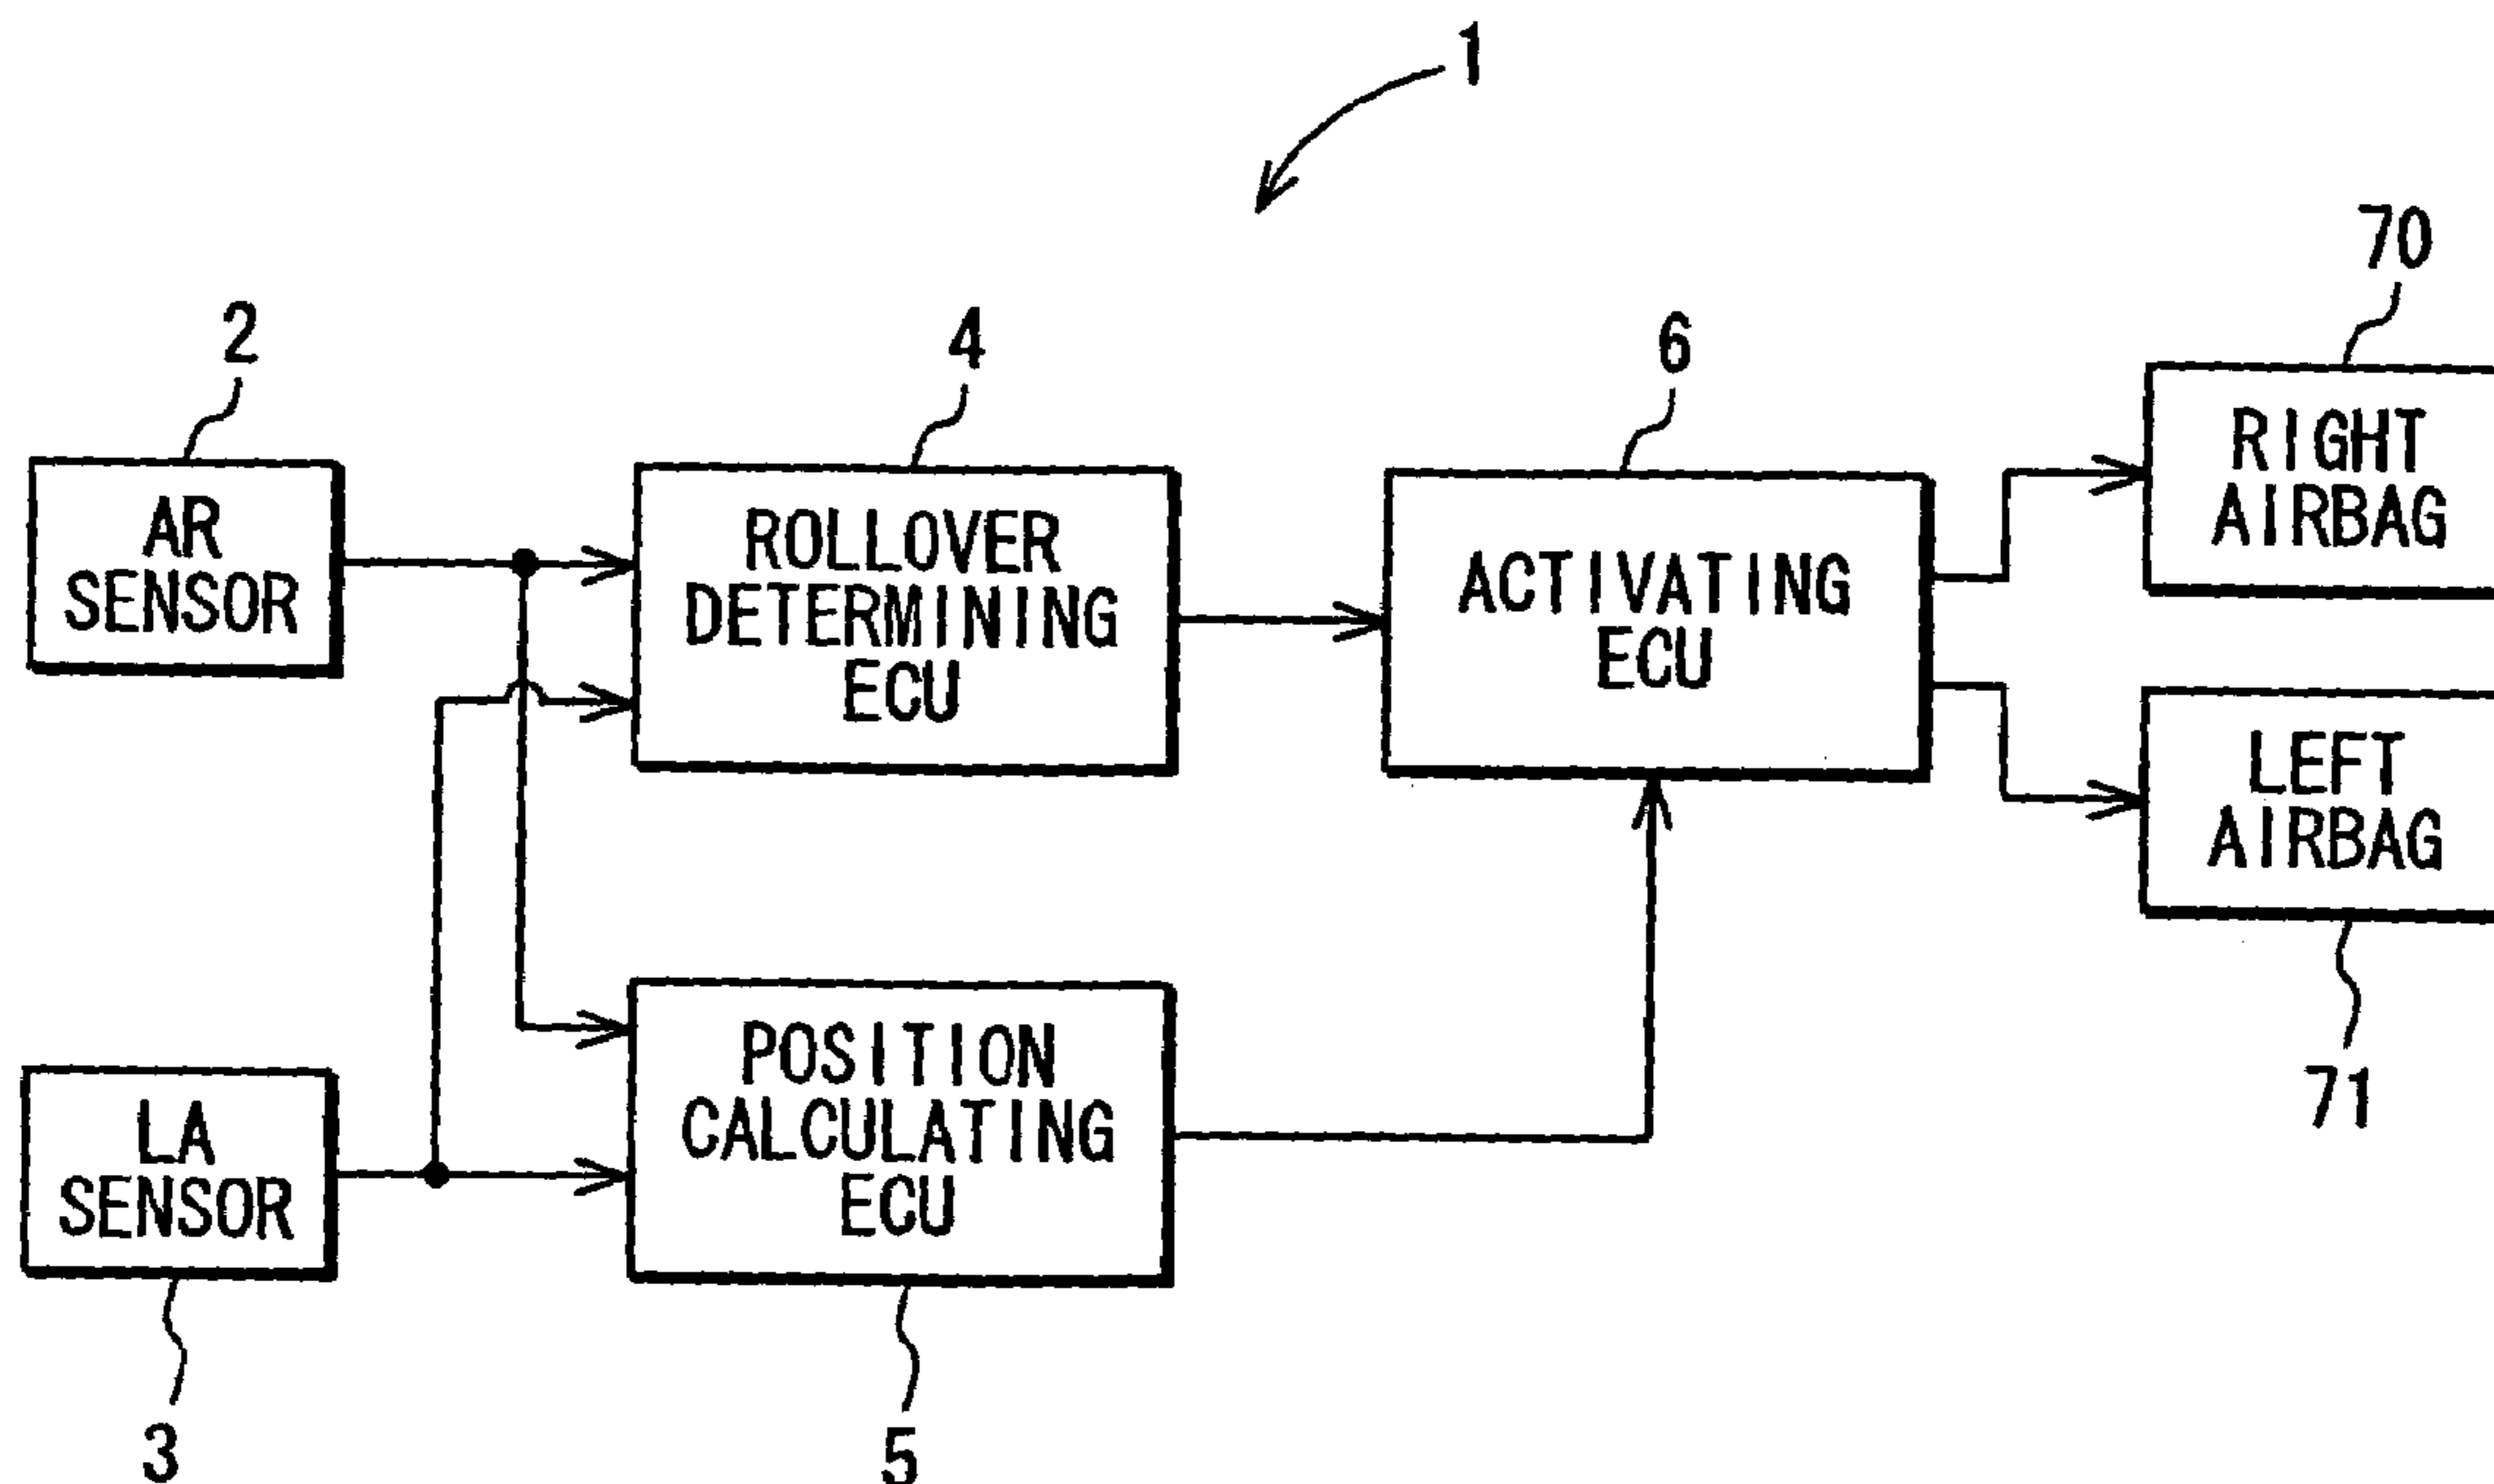 1
70
2
4
6
AR
SENSOR
ROLLOVER
DETERMINING
ECU
ACTIVATING
ECU
RIGHT
AIRBAG
LEFT
AIRBAG
71
LA
SENSOR
POSITION
CALCULATING
ECU
3
5